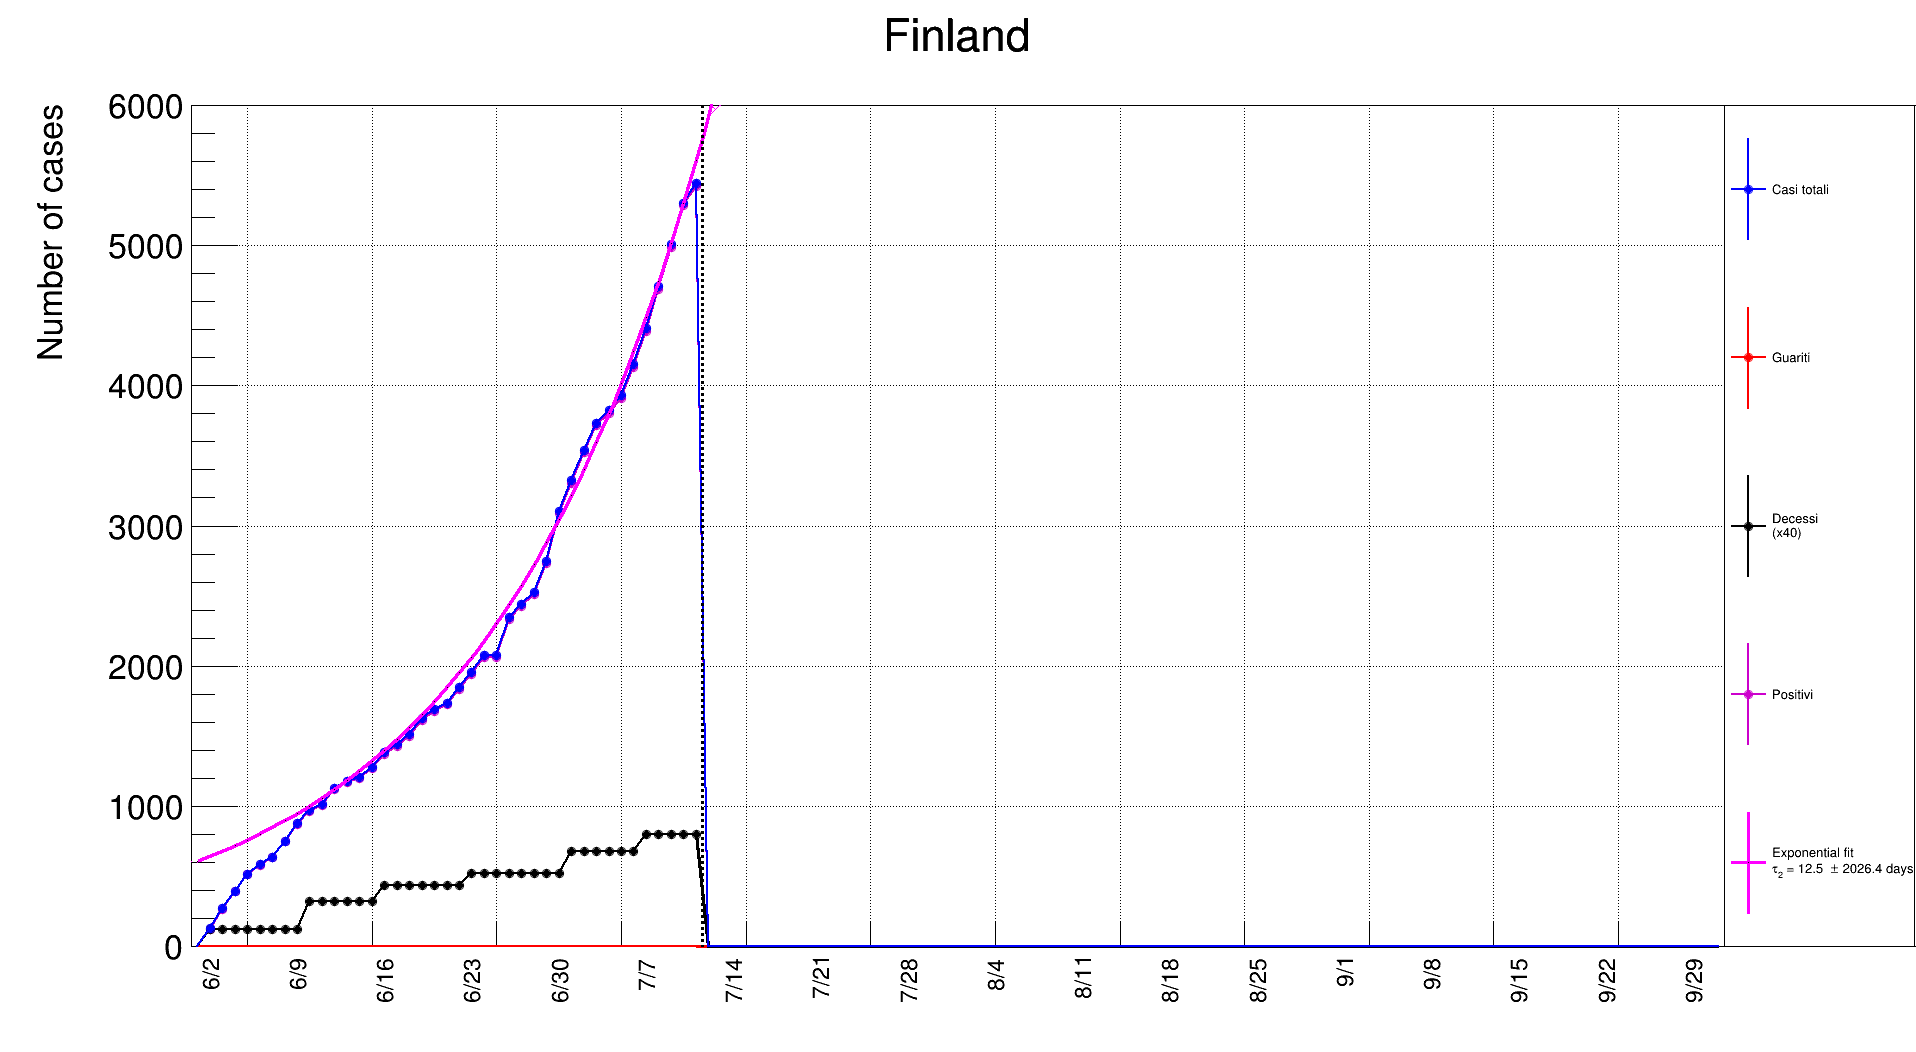 Finland
Number of cases
6000
5000
4000
3000
2000
1000
0
6/2
6/9
6/16
6/23
6/30
7/7
7/14
7/21
7/28
8/4
8/11
8/18
8/25
9/1
9/8
9/15
9/22
9/29
Casi totali
Guariti
Decessi
(x40)
Positivi
Exponential fit
τ2 = 12.5 ± 2026.4 days